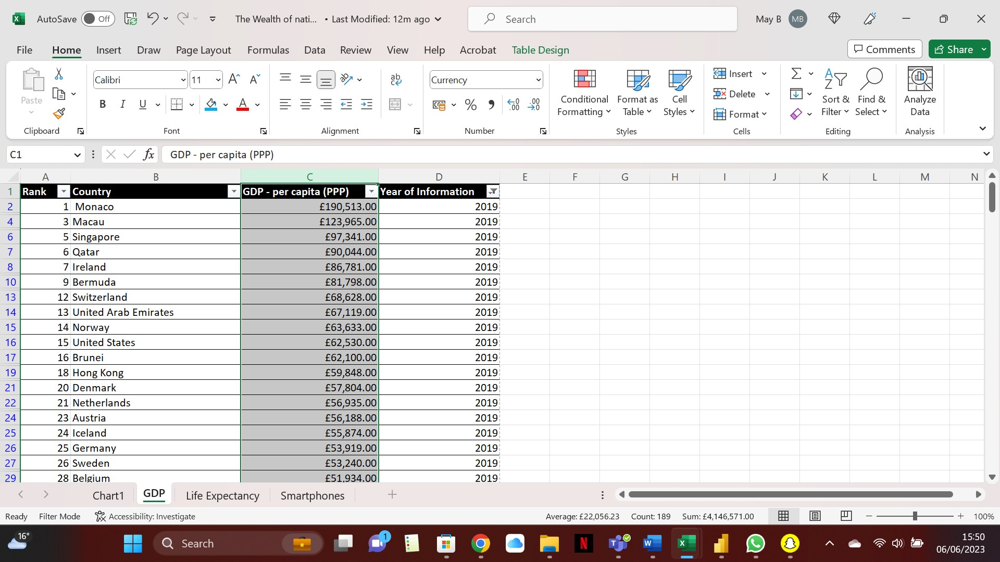 AutoSave Off The Wealth of nati... • Last Modified: 12m ago Search May B MB
File Home Insert Draw Page Layout Formulas Data Review View Help Acrobat Table Design Comments Share
Paste Calibri 11 Currency Conditional Formatting Format as Table Cell Styles Insert Delete Format Sort & Filter Find & Select Analyze Data
Clipboard Font Alignment Number Styles Cells Editing Analysis
C1 fx GDP - per capita (PPP)
A B C D E F G H I J K L M N
1 Rank Country GDP - per capita (PPP) Year of Information
2 1 Monaco £190,513.00 2019
4 3 Macau £123,965.00 2019
6 5 Singapore £97,341.00 2019
7 6 Qatar £90,044.00 2019
8 7 Ireland £86,781.00 2019
10 9 Bermuda £81,798.00 2019
13 12 Switzerland £68,628.00 2019
14 13 United Arab Emirates £67,119.00 2019
15 14 Norway £63,633.00 2019
16 15 United States £62,530.00 2019
17 16 Brunei £62,100.00 2019
19 18 Hong Kong £59,848.00 2019
21 20 Denmark £57,804.00 2019
22 21 Netherlands £56,935.00 2019
24 23 Austria £56,188.00 2019
25 24 Iceland £55,874.00 2019
26 25 Germany £53,919.00 2019
27 26 Sweden £53,240.00 2019
29 28 Belgium £51,934.00 2019
Chart1 GDP Life Expectancy Smartphones
Ready Filter Mode Accessibility: Investigate Average: £22,056.23 Count: 189 Sum: £4,146,571.00 100%
16° Search 1 15:50
06/06/2023